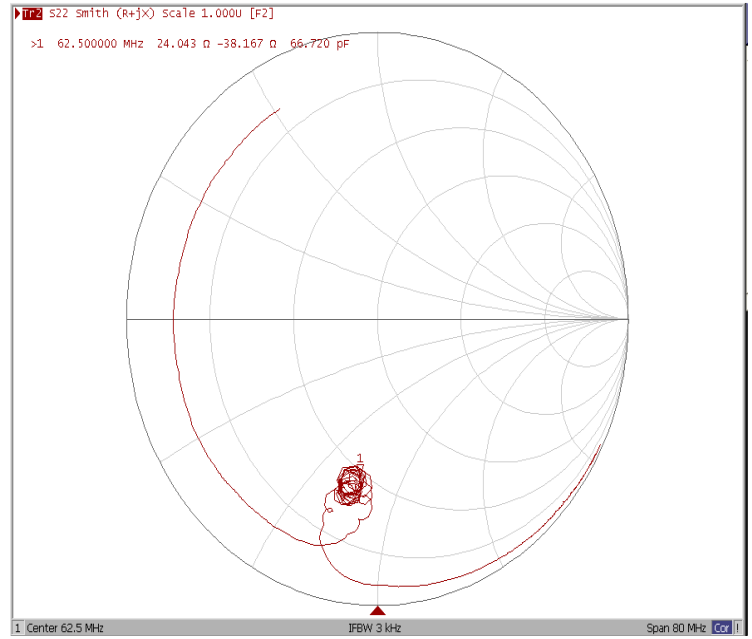 Tr2 S22 Smith (R+jX) Scale 1.000U [F2]
>1 62.500000 MHz 24.043 Ω -38.167 Ω 66.720 pF
1
1 Center 62.5 MHz IFBW 3 kHz Span 80 MHz Cor !